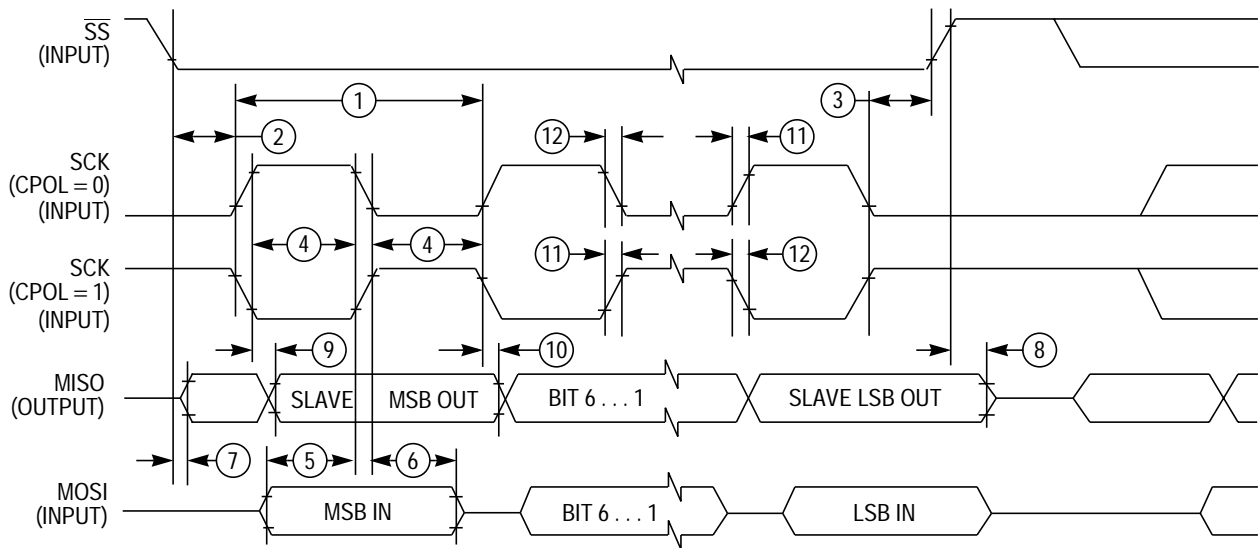 SS
(INPUT)
1
3
2
12
11
SCK
(CPOL = 0)
(INPUT)
4
4
11
12
SCK
(CPOL = 1)
(INPUT)
9
10
8
MISO
(OUTPUT)
SLAVE
MSB OUT
BIT 6 . . . 1
SLAVE LSB OUT
7
5
6
MOSI
(INPUT)
MSB IN
BIT 6 . . . 1
LSB IN